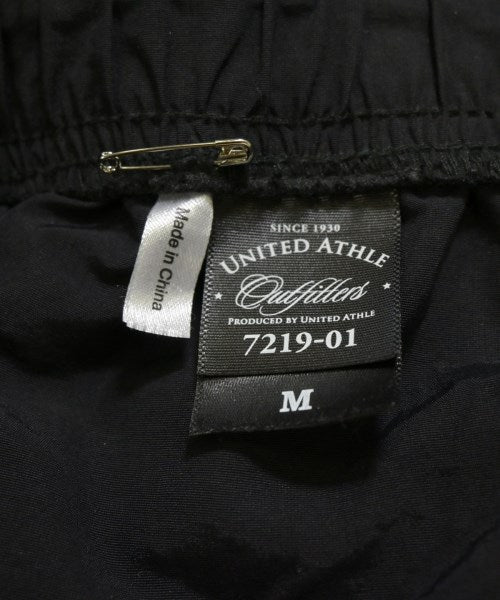 Made in China
SINCE 1930
UNITED ATHLE
Outfitters
PRODUCED BY UNITED ATHLE
7219-01
M